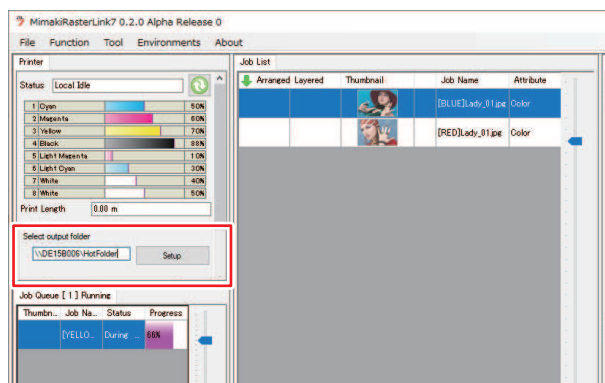 MimakiRasterLink7 0.2.0 Alpha Release 0
File Function Tool Environments About
Printer
Status Local Idle
1 Cyan 50%
2 Magenta 60%
3 Yellow 70%
4 Black 88%
5 Light Magenta 10%
6 Light Cyan 30%
7 White 40%
8 White 50%
Print Length 0.00 m
Select output folder
\\DE15B006\HotFolder Setup
Job Queue [ 1 ] Running
Thumbn... Job Na... Status Progress
[YELLO... During ... 66%
Job List
Arranged Layered Thumbnail Job Name Attribute
[BLUE]Lady_01.jpg Color
[RED]Lady_01.jpg Color